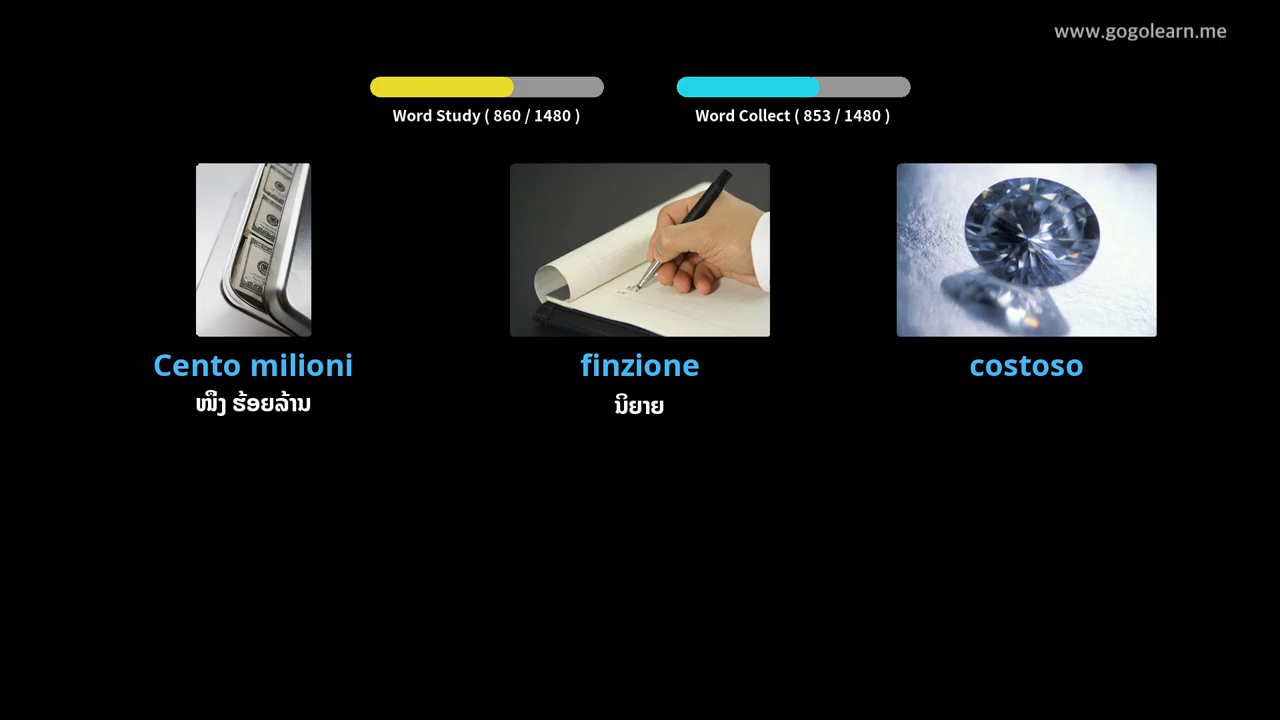 www.gogolearn.me
Word Study ( 860 / 1480 )
Word Collect ( 853 / 1480 )
Cento milioni
ໜຶ່ງ ຮ້ອຍລ້ານ
finzione
ນິຍາຍ
costoso